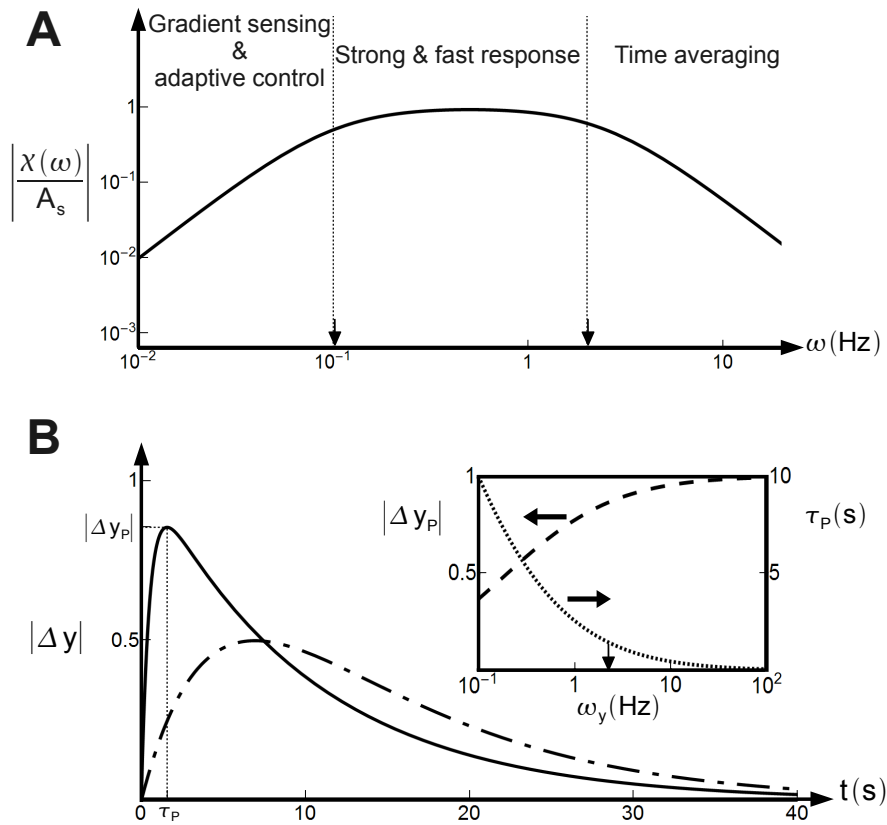 A
Gradient sensing
&
adaptive control
Strong & fast response
Time averaging
|χ(ω)/A_s|
1
10⁻¹
10⁻²
10⁻³
10⁻² 10⁻¹ 1 10
ω(Hz)
B
1
|Δy_P|
0.5
|Δy|
0 τ_P 10 20 30 40
t(s)
|Δy_P|
1
0.5
10
5
τ_P(s)
10⁻¹ 1 10 10²
ω_y(Hz)